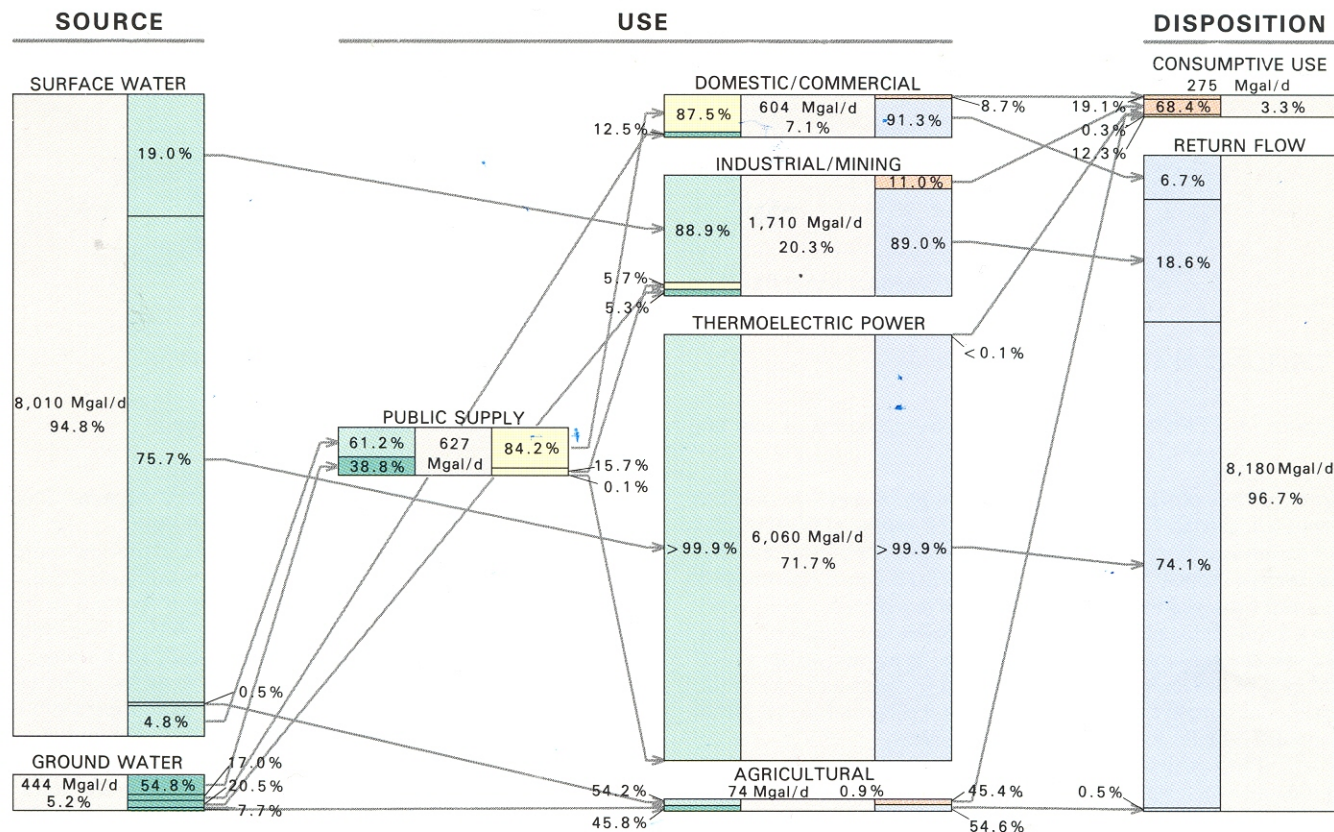 SOURCE
USE
DISPOSITION
SURFACE WATER
19.0%
8,010 Mgal/d
94.8%
75.7%
0.5%
4.8%
GROUND WATER
444 Mgal/d
5.2%
54.8%
17.0%
20.5%
7.7%
PUBLIC SUPPLY
61.2%
38.8%
627
Mgal/d
84.2%
15.7%
0.1%
DOMESTIC/COMMERCIAL
12.5%
87.5%
604 Mgal/d
7.1%
91.3%
8.7%
INDUSTRIAL/MINING
88.9%
5.7%
5.3%
1,710 Mgal/d
20.3%
11.0%
89.0%
THERMOELECTRIC POWER
>99.9%
6,060 Mgal/d
71.7%
>99.9%
<0.1%
AGRICULTURAL
54.2%
45.8%
74 Mgal/d 0.9%
45.4%
54.6%
CONSUMPTIVE USE
275 Mgal/d
19.1%
68.4%
3.3%
0.3%
12.3%
RETURN FLOW
6.7%
18.6%
74.1%
0.5%
8,180 Mgal/d
96.7%